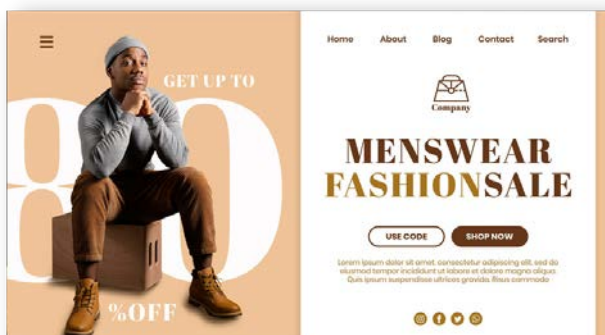 GET UP TO
80
%OFF
Home About Blog Contact Search
Company
MENSWEAR
FASHIONSALE
USE CODE SHOP NOW
Lorem ipsum dolor sit amet, consectetur adipiscing elit, sed do
eiusmod tempor incididunt ut labore et dolore magna aliqua.
Quis ipsum suspendisse ultrices gravida. Risus commodo